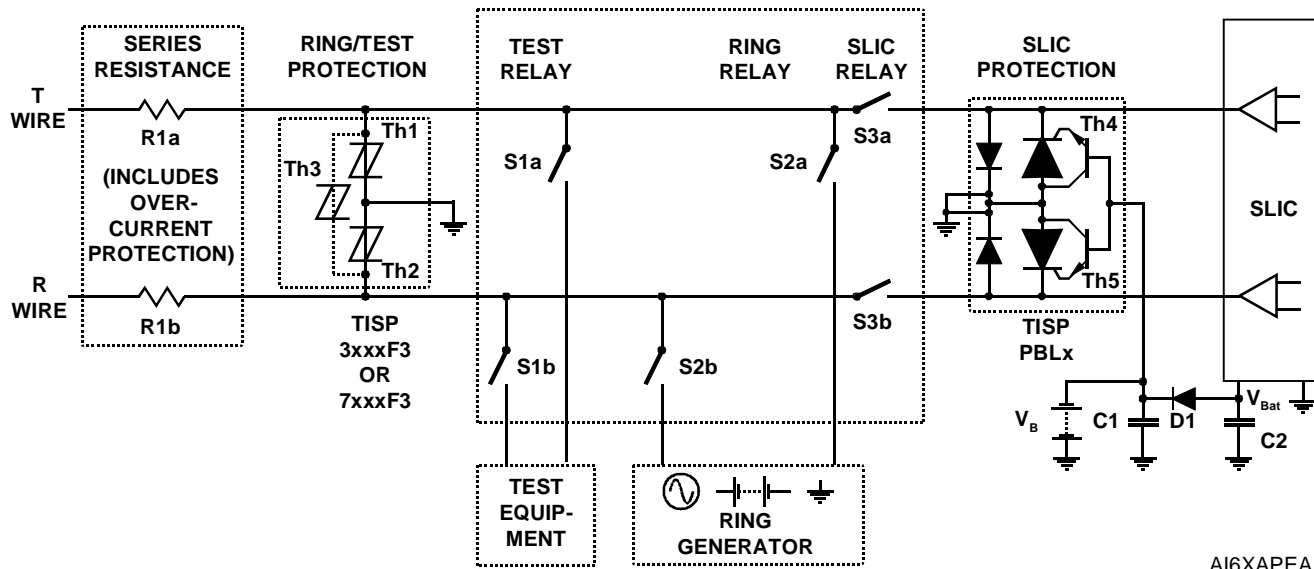 SERIES
RESISTANCE
RING/TEST
PROTECTION
TEST
RELAY
RING
RELAY
SLIC
RELAY
SLIC
PROTECTION
T
WIRE
R1a
Th1
Th3
S1a
S2a
S3a
Th4
(INCLUDES
OVER-
CURRENT
PROTECTION)
SLIC
Th2
Th5
R
WIRE
R1b
S3b
TISP
3xxxF3
OR
7xxxF3
TISP
PBLx
S1b
S2b
VB
C1
D1
VBat
C2
TEST
EQUIP-
MENT
RING
GENERATOR
AI6XAPEA